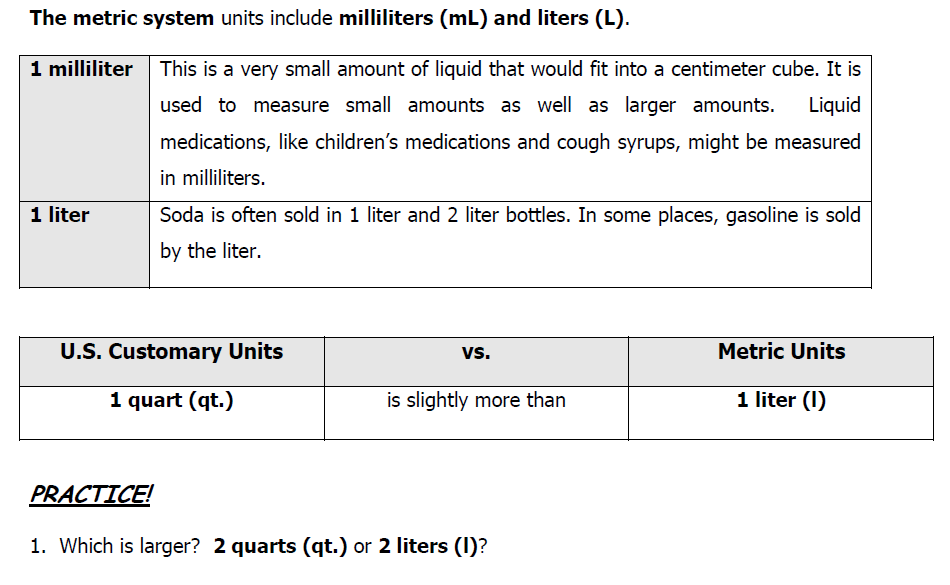 The metric system units include milliliters (mL) and liters (L).
1 milliliter
This is a very small amount of liquid that would fit into a centimeter cube. It is
used to measure small amounts as well as larger amounts. Liquid
medications, like children’s medications and cough syrups, might be measured
in milliliters.
1 liter
Soda is often sold in 1 liter and 2 liter bottles. In some places, gasoline is sold
by the liter.
U.S. Customary Units
vs.
Metric Units
1 quart (qt.)
is slightly more than
1 liter (l)
PRACTICE!
1. Which is larger? 2 quarts (qt.) or 2 liters (l)?